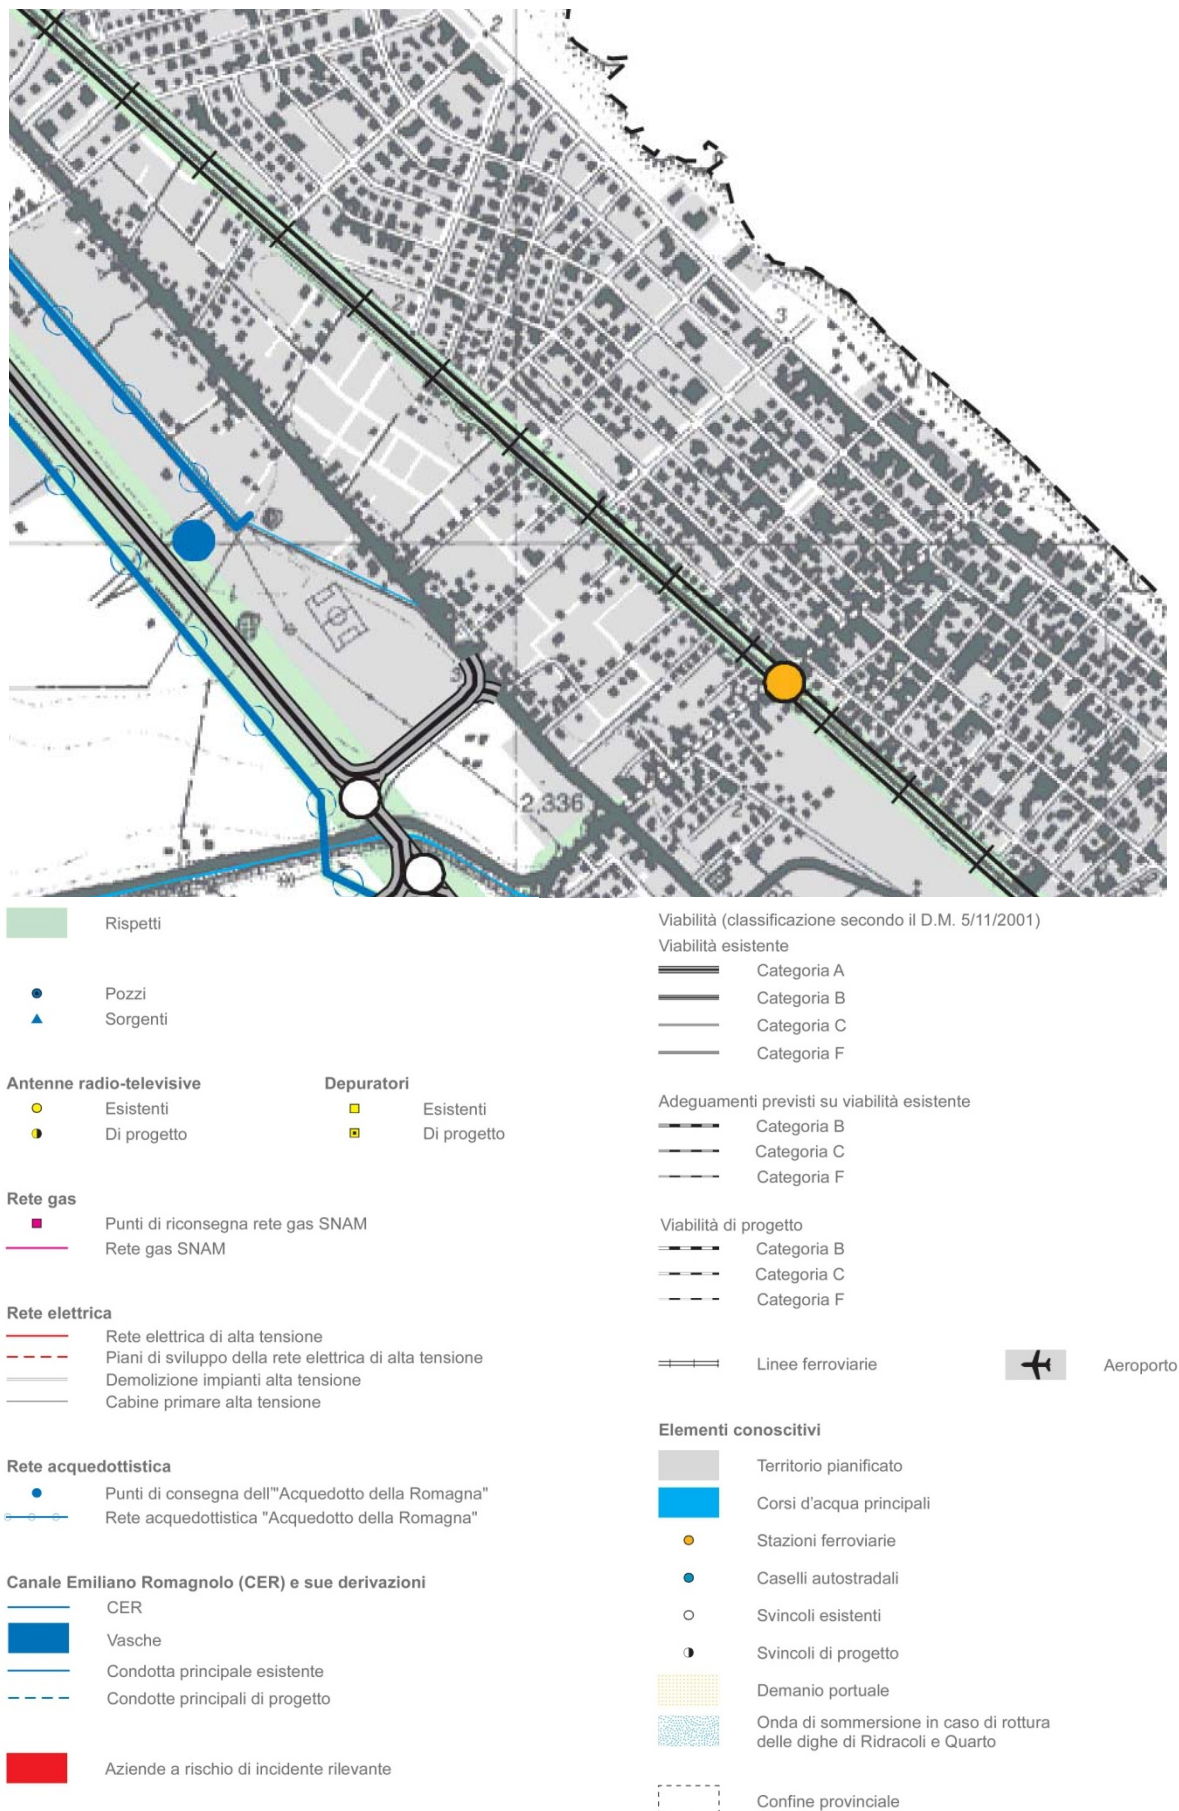 2
2
3
2
2
3
2,336
2
2
Rispetti
Pozzi
Sorgenti
Antenne radio-televisive
Esistenti
Di progetto
Depuratori
Esistenti
Di progetto
Rete gas
Punti di riconsegna rete gas SNAM
Rete gas SNAM
Rete elettrica
Rete elettrica di alta tensione
Piani di sviluppo della rete elettrica di alta tensione
Demolizione impianti alta tensione
Cabine primare alta tensione
Rete acquedottistica
Punti di consegna dell'"Acquedotto della Romagna"
Rete acquedottistica "Acquedotto della Romagna"
Canale Emiliano Romagnolo (CER) e sue derivazioni
CER
Vasche
Condotta principale esistente
Condotte principali di progetto
Aziende a rischio di incidente rilevante
Viabilità (classificazione secondo il D.M. 5/11/2001)
Viabilità esistente
Categoria A
Categoria B
Categoria C
Categoria F
Adeguamenti previsti su viabilità esistente
Categoria B
Categoria C
Categoria F
Viabilità di progetto
Categoria B
Categoria C
Categoria F
Linee ferroviarie
Aeroporto
Elementi conoscitivi
Territorio pianificato
Corsi d'acqua principali
Stazioni ferroviarie
Caselli autostradali
Svincoli esistenti
Svincoli di progetto
Demanio portuale
Onda di sommersione in caso di rottura
delle dighe di Ridracoli e Quarto
Confine provinciale